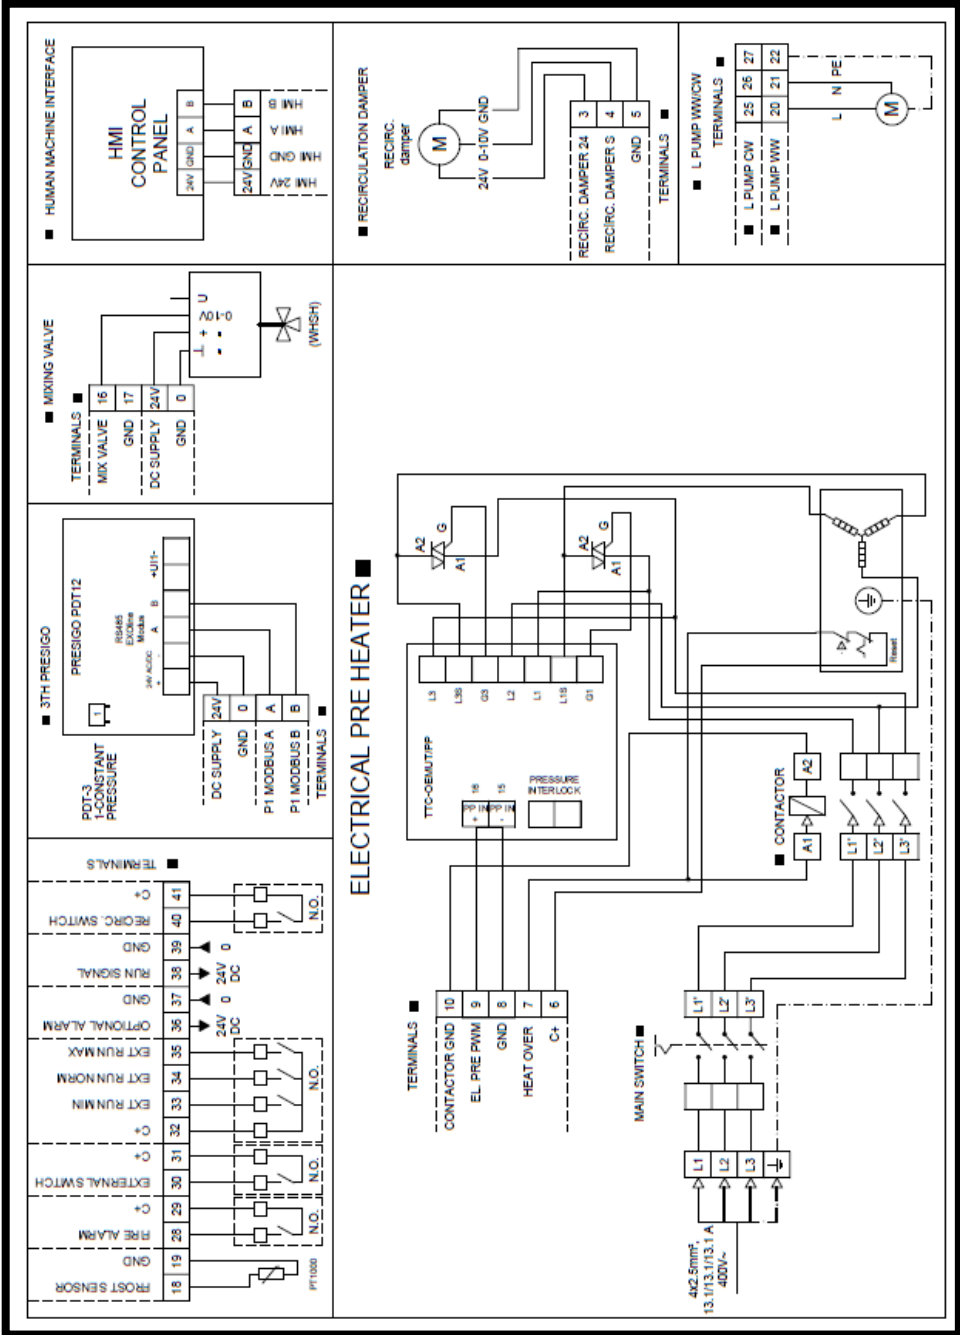 ■ HUMAN MACHINE INTERFACE
HMI
CONTROL
PANEL
24V GND A B
24V GND A B
HMI 24V
HMI GND
HMI A
HMI B
■ MIXING VALVE
TERMINALS ■
MIX VALVE 16
GND 17
DC SUPPLY 24V
GND 0
⊥ + 0-10V U
- -
(WHSH)
■ 3TH PRESIGO
PRESIGO PDT12
1
PDT-3
1-CONSTANT
PRESSURE
24V AC/DC
+ - A B +UI1-
RS485
EXOline
Modus
DC SUPPLY 24V
GND 0
P1 MODBUS A A
P1 MODBUS B B
TERMINALS ■
TERMINALS ■
C+ 41
RECIRC. SWITCH 40
N.O.
GND 39 0
RUN SIGNAL 38 24V DC
GND 37 0
OPTIONAL ALARM 36 24V DC
EXT RUN MAX 35
EXT RUN NORM 34
EXT RUN MIN 33
C+ 32
N.O.
C+ 31
EXTERNAL SWITCH 30
N.O.
C+ 29
FIRE ALARM 28
N.O.
GND 19
FROST SENSOR 18
PT1000
■ RECIRCULATION DAMPER
RECIRC.
damper
M
24V 0-10V GND
RECIRC. DAMPER 24 3
RECIRC. DAMPER S 4
GND 5
TERMINALS ■
■ L PUMP WW/CW
TERMINALS ■
■ L PUMP CW 25 26 27
■ L PUMP WW 20 21 22
L N PE
M
ELECTRICAL PRE HEATER ■
A2
G
A1
A2
G
A1
L3
L3S
G3
L2
L1
L1S
G1
TTC-OEMUT/PP
16
15
PP IN
+
PP IN
-
PRESSURE
INTERLOCK
Reset
■ CONTACTOR
A1 A2
L1'
L2'
L3'
TERMINALS ■
CONTACTOR GND 10
EL. PRE PWM 9
GND 8
HEAT OVER 7
C+ 6
MAIN SWITCH ■
L1'
L2'
L3'
L1
L2
L3
4x2.5mm²,
13.1/13.1/13.1 A
400V~